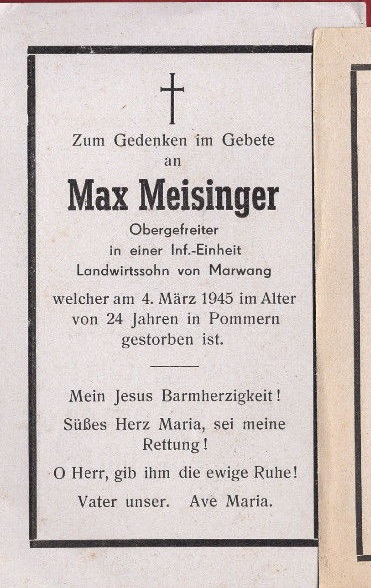 Zum Gedenken im Gebete
an
Max Meisinger
Obergefreiter
in einer Inf.-Einheit
Landwirtssohn von Marwang
welcher am 4. März 1945 im Alter
von 24 Jahren in Pommern
gestorben ist.
Mein Jesus Barmherzigkeit!
Süßes Herz Maria, sei meine
Rettung!
O Herr, gib ihm die ewige Ruhe!
Vater unser. Ave Maria.